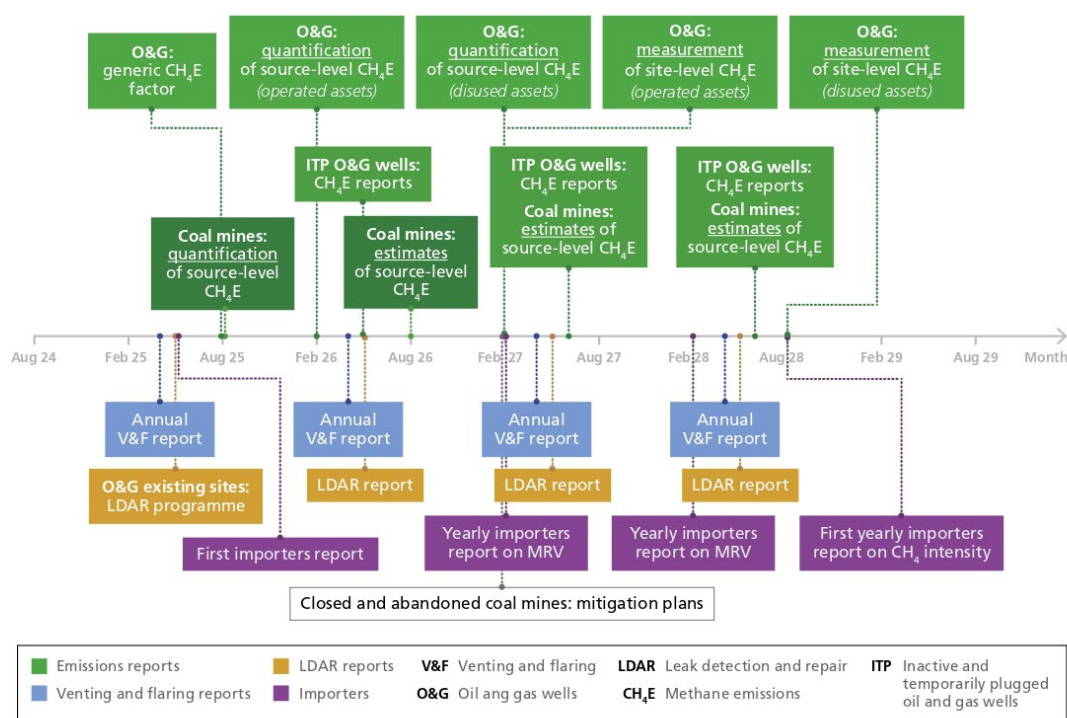 O&G:
generic CH₄E
factor
O&G:
quantification
of source-level CH₄E
(operated assets)
O&G:
quantification
of source-level CH₄E
(disused assets)
O&G:
measurement
of site-level CH₄E
(operated assets)
O&G:
measurement
of site-level CH₄E
(disused assets)
ITP O&G wells:
CH₄E reports
ITP O&G wells:
CH₄E reports
Coal mines:
estimates of
source-level CH₄E
ITP O&G wells:
CH₄E reports
Coal mines:
estimates of
source-level CH₄E
Coal mines:
quantification
of source-level
CH₄E
Coal mines:
estimates
of source-level
CH₄E
Aug 24
Feb 25
Aug 25
Feb 26
Aug 26
Feb 27
Aug 27
Feb 28
Aug 28
Feb 29
Aug 29
Month
Annual
V&F report
Annual
V&F report
Annual
V&F report
Annual
V&F report
O&G existing sites:
LDAR programme
LDAR report
LDAR report
LDAR report
First importers report
Yearly importers
report on MRV
Yearly importers
report on MRV
First yearly importers
report on CH₄ intensity
Closed and abandoned coal mines: mitigation plans
Emissions reports
Venting and flaring reports
LDAR reports
Importers
V&F Venting and flaring
O&G Oil ang gas wells
LDAR Leak detection and repair
CH₄E Methane emissions
ITP Inactive and
temporarily plugged
oil and gas wells